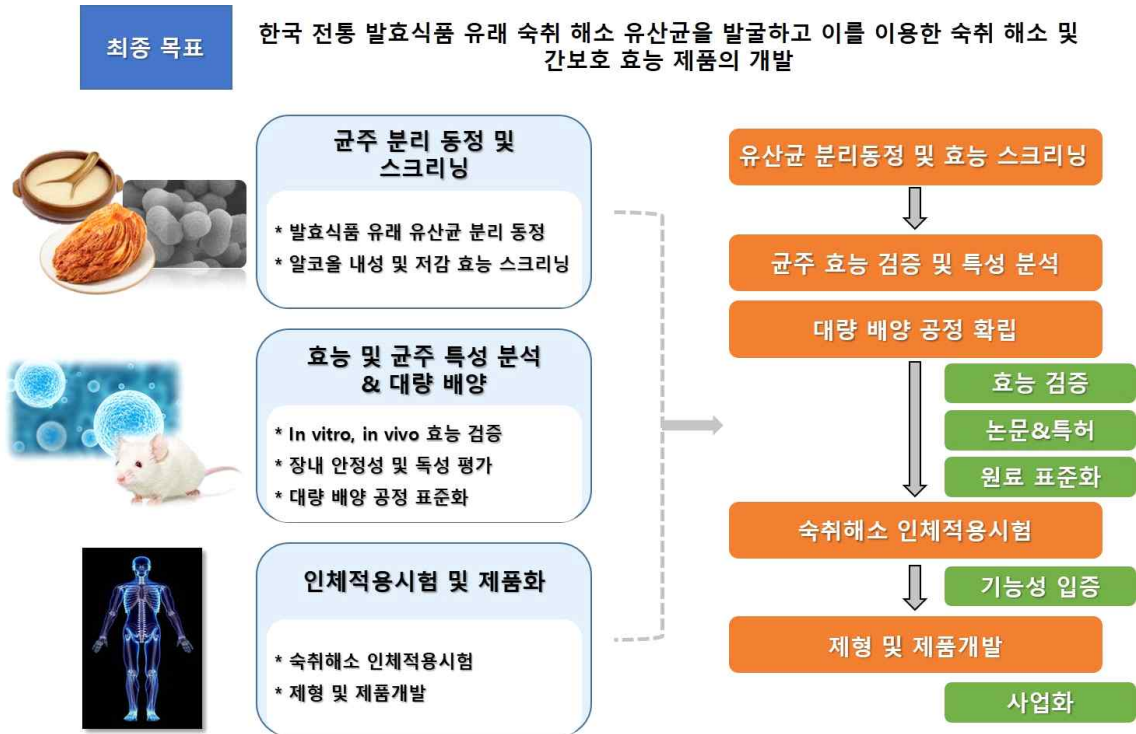 최종 목표
한국 전통 발효식품 유래 숙취 해소 유산균을 발굴하고 이를 이용한 숙취 해소 및
간보호 효능 제품의 개발
균주 분리 동정 및
스크리닝
* 발효식품 유래 유산균 분리 동정
* 알코올 내성 및 저감 효능 스크리닝
효능 및 균주 특성 분석
& 대량 배양
* In vitro, in vivo 효능 검증
* 장내 안정성 및 독성 평가
* 대량 배양 공정 표준화
인체적용시험 및 제품화
* 숙취해소 인체적용시험
* 제형 및 제품개발
유산균 분리동정 및 효능 스크리닝
균주 효능 검증 및 특성 분석
대량 배양 공정 확립
효능 검증
논문&특허
원료 표준화
숙취해소 인체적용시험
기능성 입증
제형 및 제품개발
사업화